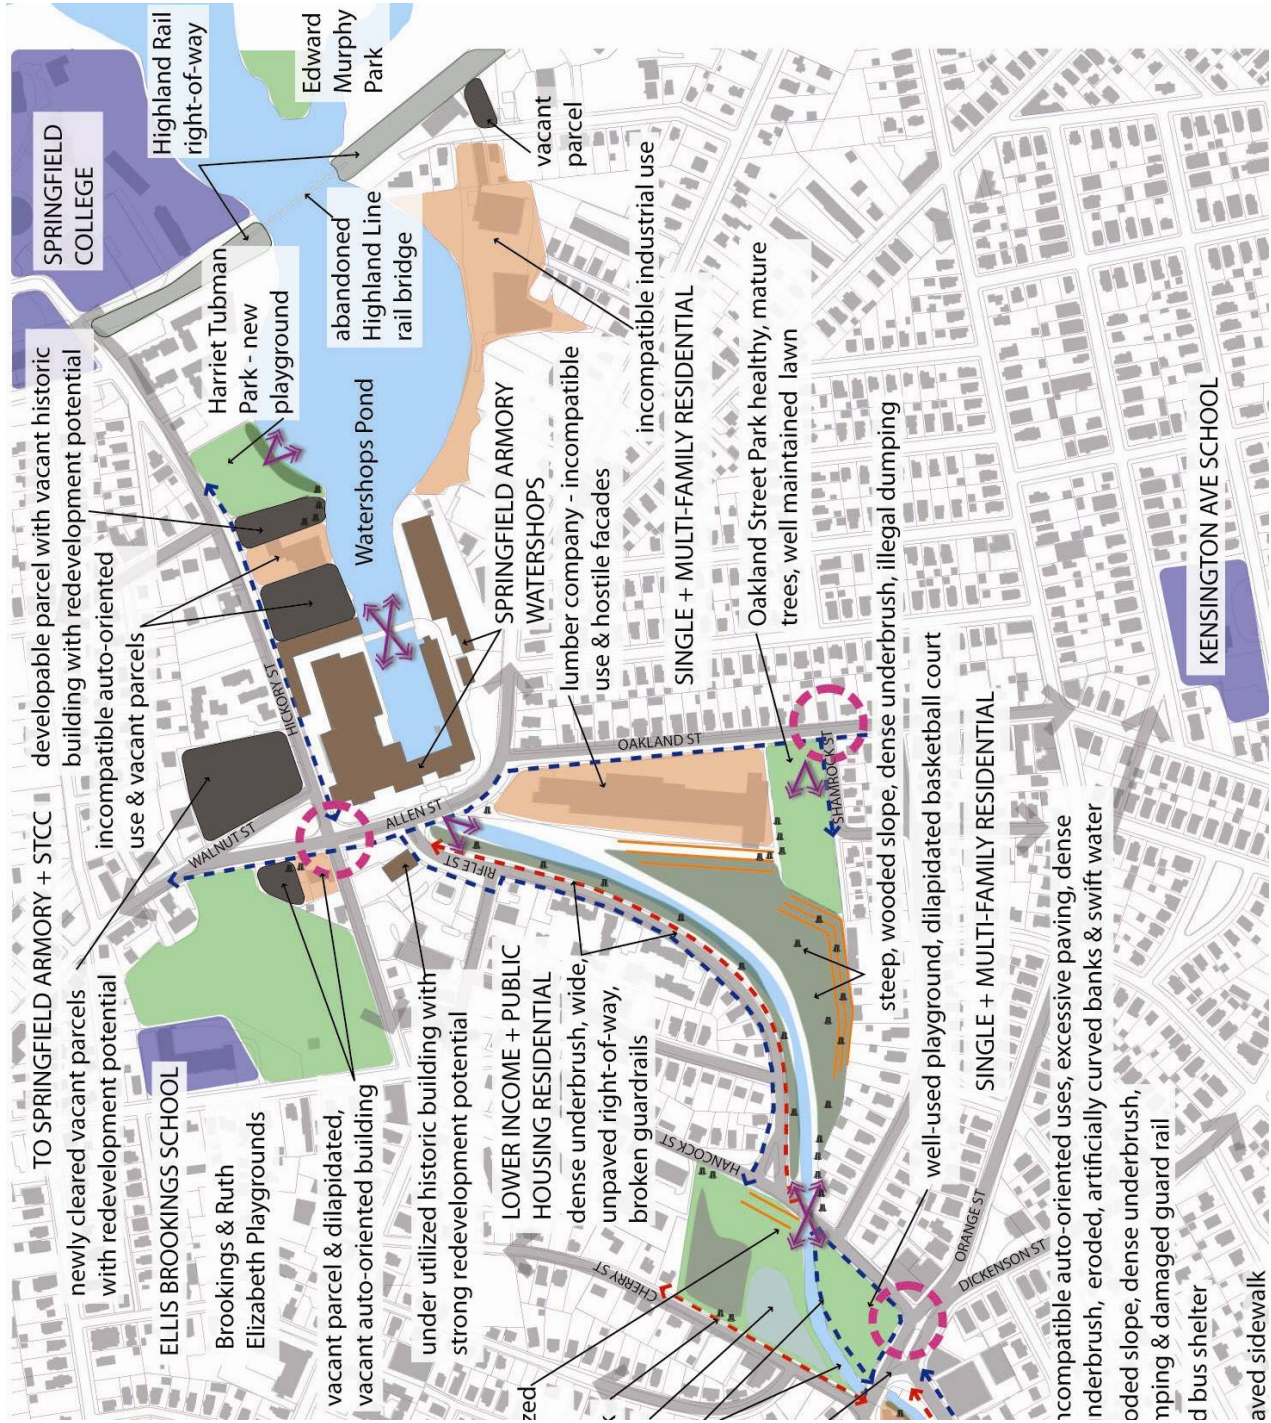 TO SPRINGFIELD ARMORY + STCC
newly cleared vacant parcels
with redevelopment potential
ELLIS BROOKINGS SCHOOL
Brookings & Ruth
Elizabeth Playgrounds
vacant parcel & dilapidated,
vacant auto-oriented building
under utilized historic building with
strong redevelopment potential
LOWER INCOME + PUBLIC
HOUSING RESIDENTIAL
dense underbrush, wide,
unpaved right-of-way,
broken guardrails
developable parcel with vacant historic
building with redevelopment potential
incompatible auto-oriented
use & vacant parcels
SPRINGFIELD
COLLEGE
Highland Rail
right-of-way
Harriet Tubman
Park - new
playground
Edward
Murphy
Park
abandoned
Highland Line
rail bridge
Watershops Pond
vacant
parcel
incompatible industrial use
SPRINGFIELD ARMORY
WATERSHOPS
lumber company - incompatible
use & hostile facades
SINGLE + MULTI-FAMILY RESIDENTIAL
Oakland Street Park healthy, mature
trees, well maintained lawn
steep, wooded slope, dense underbrush, illegal dumping
well-used playground, dilapidated basketball court
SINGLE + MULTI-FAMILY RESIDENTIAL
KENSINGTON AVE SCHOOL
WALNUT ST
HICKORY ST
ALLEN ST
RIFLE ST
OAKLAND ST
SHAMROCK ST
HANCOCK ST
CHERRY ST
ORANGE ST
DICKENSON ST
zed
k
ncompatible auto-oriented uses, excessive paving, dense
nderbrush, eroded, artificially curved banks & swift water
oded slope, dense underbrush,
mping & damaged guard rail
d bus shelter
aved sidewalk